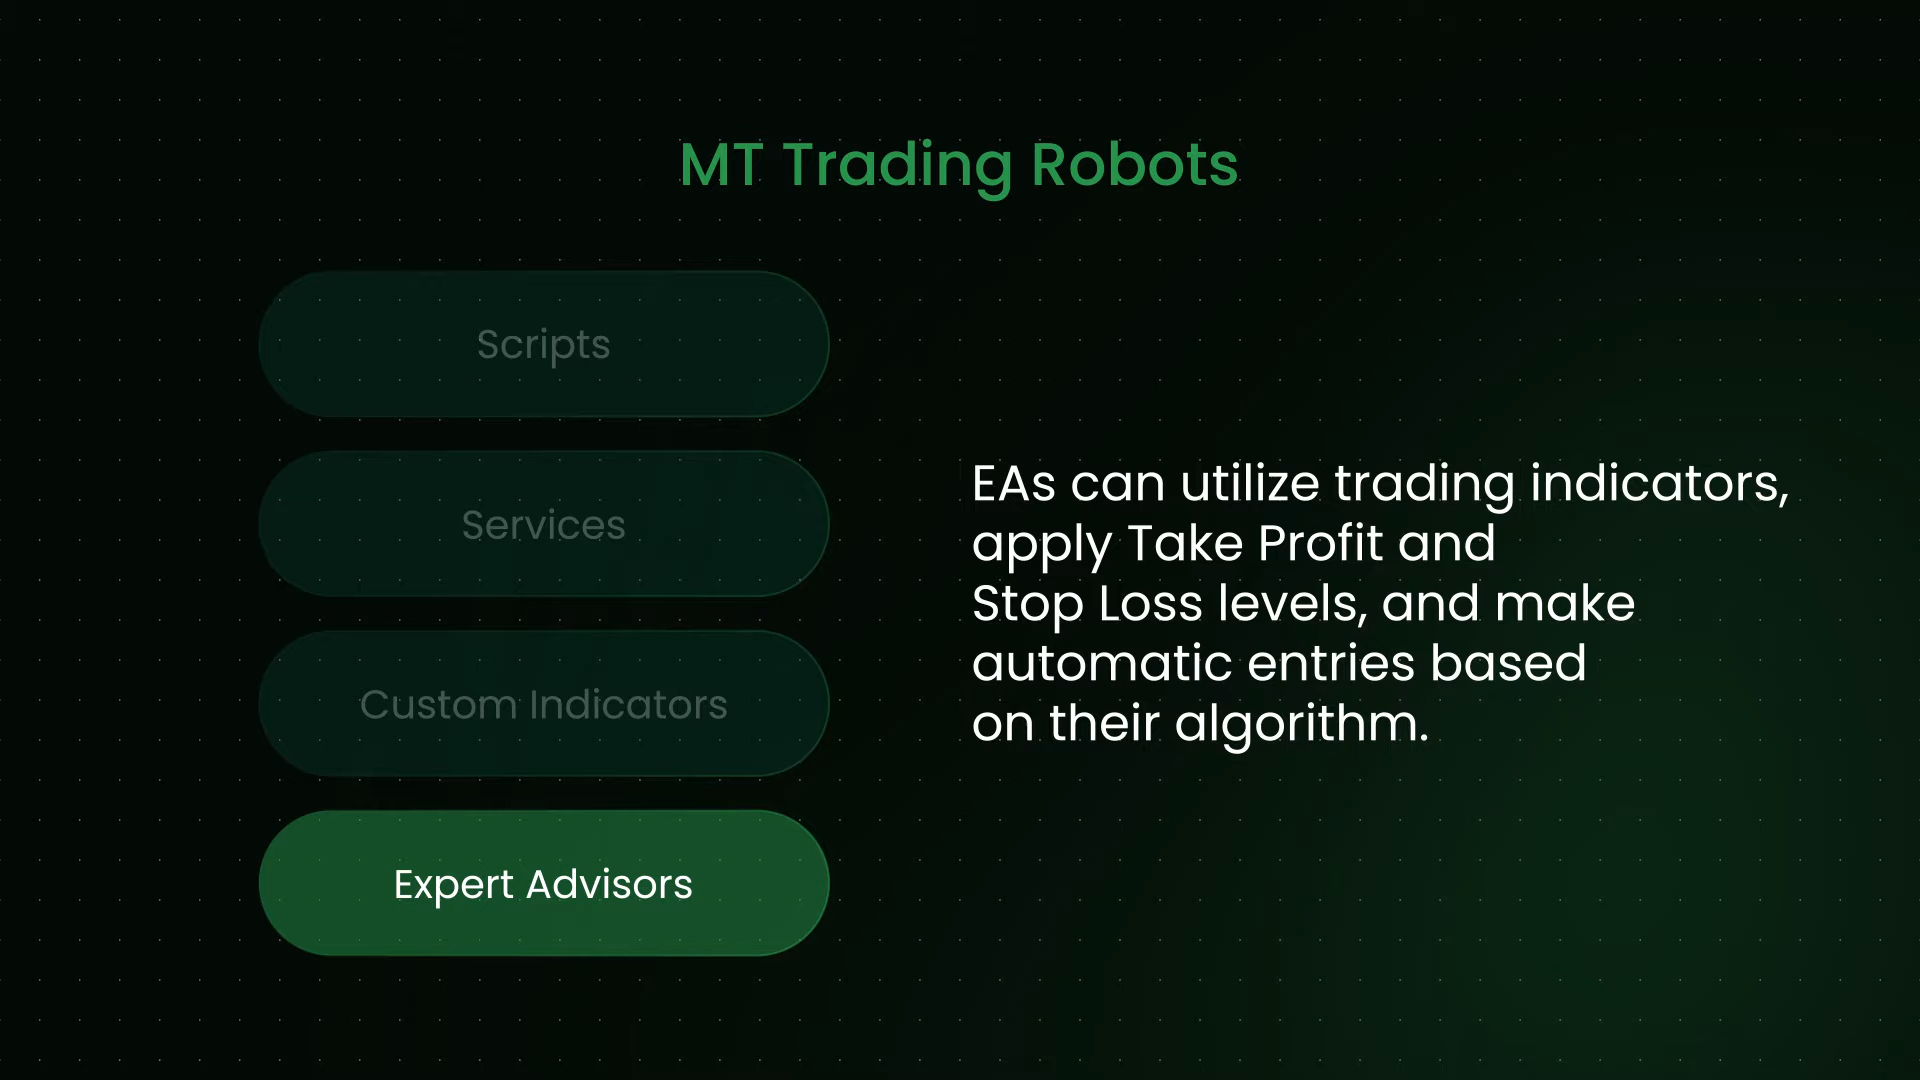 MT Trading Robots
Scripts
Services
Custom Indicators
Expert Advisors
EAs can utilize trading indicators,
apply Take Profit and
Stop Loss levels, and make
automatic entries based
on their algorithm.